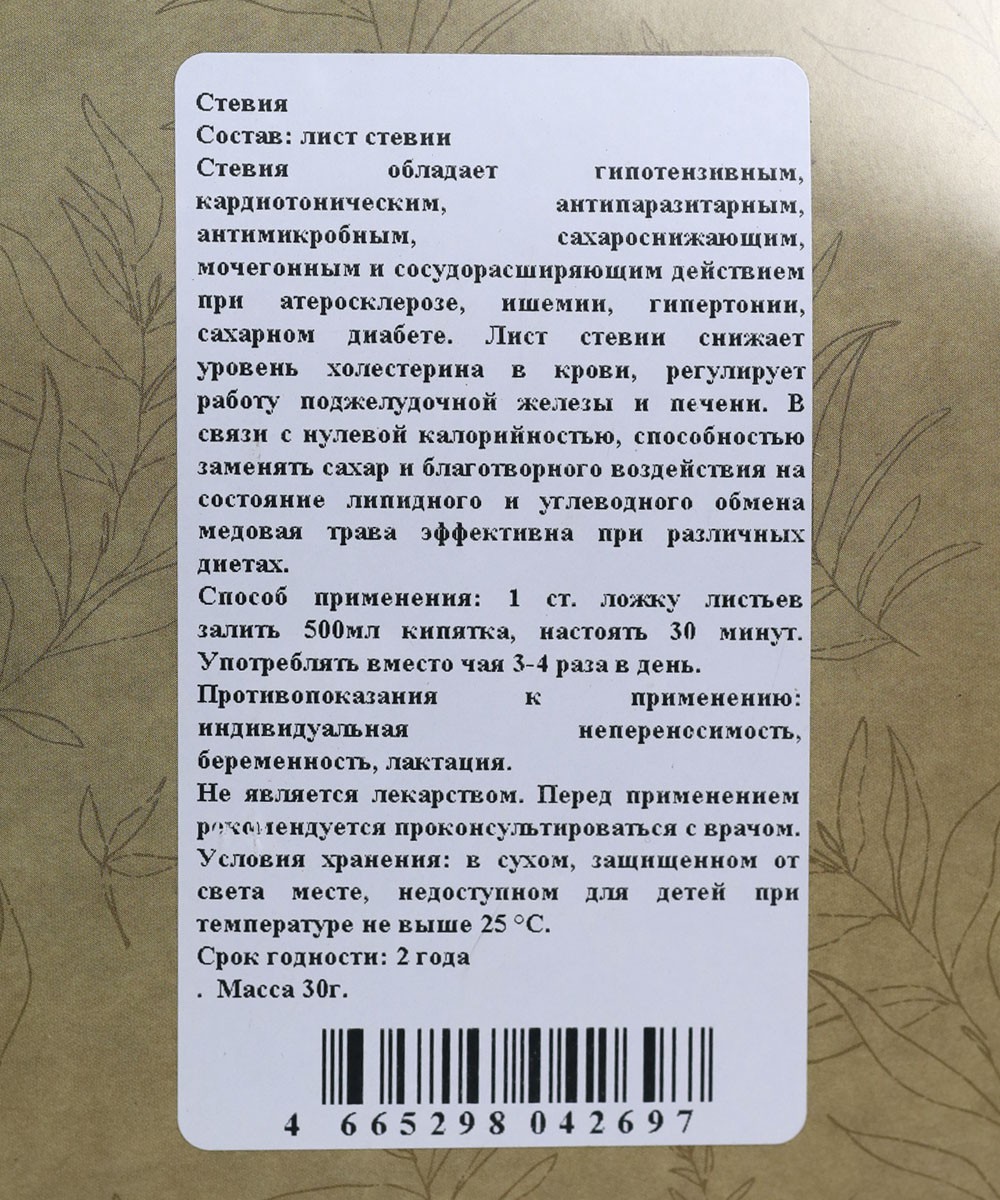 Стевия
Состав: лист стевии
Стевия обладает гипотензивным,
кардиотоническим, антипаразитарным,
антимикробным, сахароснижающим,
мочегонным и сосудорасширяющим действием
при атеросклерозе, ишемии, гипертонии,
сахарном диабете. Лист стевии снижает
уровень холестерина в крови, регулирует
работу поджелудочной железы и печени. В
связи с нулевой калорийностью, способностью
заменять сахар и благотворного воздействия на
состояние липидного и углеводного обмена
медовая трава эффективна при различных
диетах.
Способ применения: 1 ст. ложку листьев
залить 500мл кипятка, настоять 30 минут.
Употреблять вместо чая 3-4 раза в день.
Противопоказания к применению:
индивидуальная непереносимость,
беременность, лактация.
Не является лекарством. Перед применением
рекомендуется проконсультироваться с врачом.
Условия хранения: в сухом, защищенном от
света месте, недоступном для детей при
температуре не выше 25 °С.
Срок годности: 2 года
. Масса 30г.
4 665298 042697